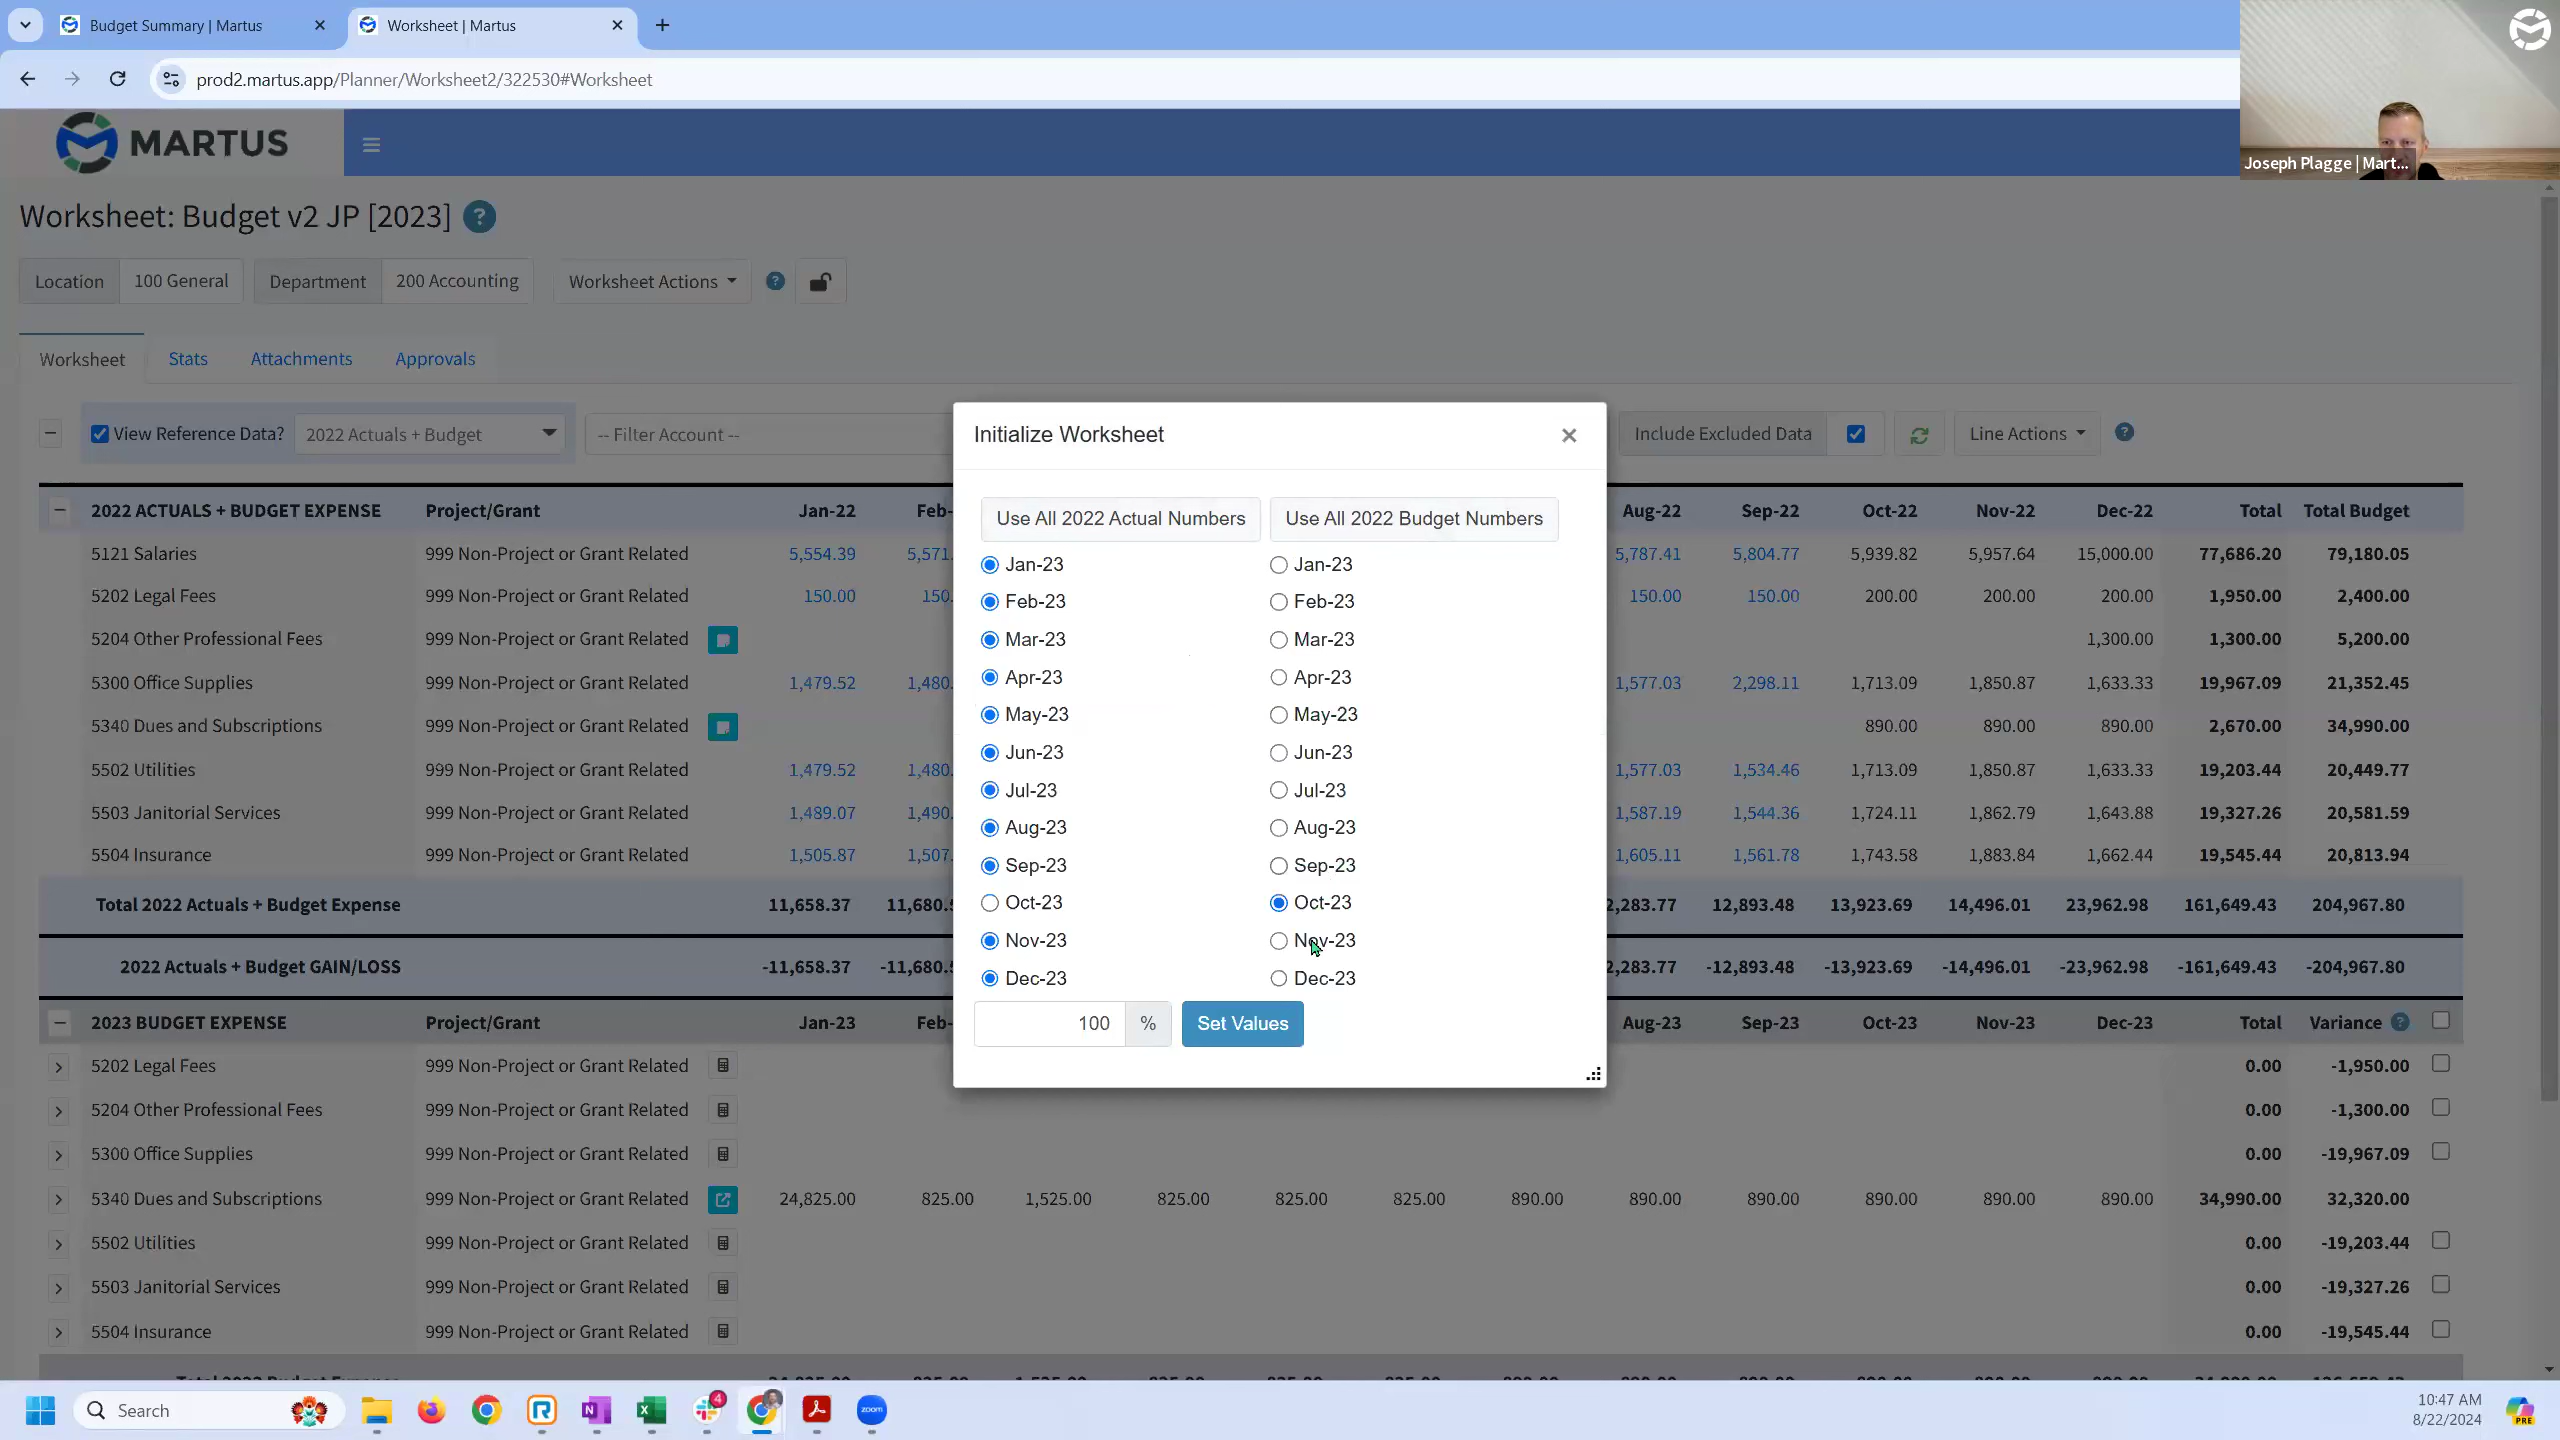 Budget Summary | Martus
Worksheet | Martus
prod2.martus.app/Planner/Worksheet2/322530#Worksheet
Joseph Plagge | Mart...
MARTUS
Worksheet: Budget v2 JP [2023] ?
Location 100 General Department 200 Accounting Worksheet Actions ?
Worksheet Stats Attachments Approvals
View Reference Data? 2022 Actuals + Budget -- Filter Account -- Include Excluded Data Line Actions ?
2022 ACTUALS + BUDGET EXPENSE Project/Grant Jan-22 Feb- Aug-22 Sep-22 Oct-22 Nov-22 Dec-22 Total Total Budget
5121 Salaries 999 Non-Project or Grant Related 5,554.39 5,571. 5,787.41 5,804.77 5,939.82 5,957.64 15,000.00 77,686.20 79,180.05
5202 Legal Fees 999 Non-Project or Grant Related 150.00 150. 150.00 150.00 200.00 200.00 200.00 1,950.00 2,400.00
5204 Other Professional Fees 999 Non-Project or Grant Related 1,300.00 1,300.00 5,200.00
5300 Office Supplies 999 Non-Project or Grant Related 1,479.52 1,480. 1,577.03 2,298.11 1,713.09 1,850.87 1,633.33 19,967.09 21,352.45
5340 Dues and Subscriptions 999 Non-Project or Grant Related 890.00 890.00 890.00 2,670.00 34,990.00
5502 Utilities 999 Non-Project or Grant Related 1,479.52 1,480. 1,577.03 1,534.46 1,713.09 1,850.87 1,633.33 19,203.44 20,449.77
5503 Janitorial Services 999 Non-Project or Grant Related 1,489.07 1,490. 1,587.19 1,544.36 1,724.11 1,862.79 1,643.88 19,327.26 20,581.59
5504 Insurance 999 Non-Project or Grant Related 1,505.87 1,507. 1,605.11 1,561.78 1,743.58 1,883.84 1,662.44 19,545.44 20,813.94
Total 2022 Actuals + Budget Expense 11,658.37 11,680. 2,283.77 12,893.48 13,923.69 14,496.01 23,962.98 161,649.43 204,967.80
2022 Actuals + Budget GAIN/LOSS -11,658.37 -11,680. 2,283.77 -12,893.48 -13,923.69 -14,496.01 -23,962.98 -161,649.43 -204,967.80
2023 BUDGET EXPENSE Project/Grant Jan-23 Feb- Aug-23 Sep-23 Oct-23 Nov-23 Dec-23 Total Variance ?
5202 Legal Fees 999 Non-Project or Grant Related 0.00 -1,950.00
5204 Other Professional Fees 999 Non-Project or Grant Related 0.00 -1,300.00
5300 Office Supplies 999 Non-Project or Grant Related 0.00 -19,967.09
5340 Dues and Subscriptions 999 Non-Project or Grant Related 24,825.00 825.00 1,525.00 825.00 825.00 825.00 890.00 890.00 890.00 890.00 890.00 890.00 34,990.00 32,320.00
5502 Utilities 999 Non-Project or Grant Related 0.00 -19,203.44
5503 Janitorial Services 999 Non-Project or Grant Related 0.00 -19,327.26
5504 Insurance 999 Non-Project or Grant Related 0.00 -19,545.44
Initialize Worksheet
Use All 2022 Actual Numbers Use All 2022 Budget Numbers
Jan-23 Jan-23
Feb-23 Feb-23
Mar-23 Mar-23
Apr-23 Apr-23
May-23 May-23
Jun-23 Jun-23
Jul-23 Jul-23
Aug-23 Aug-23
Sep-23 Sep-23
Oct-23 Oct-23
Nov-23 Nov-23
Dec-23 Dec-23
100 % Set Values
Search 4 zoom
10:47 AM
8/22/2024
PRE